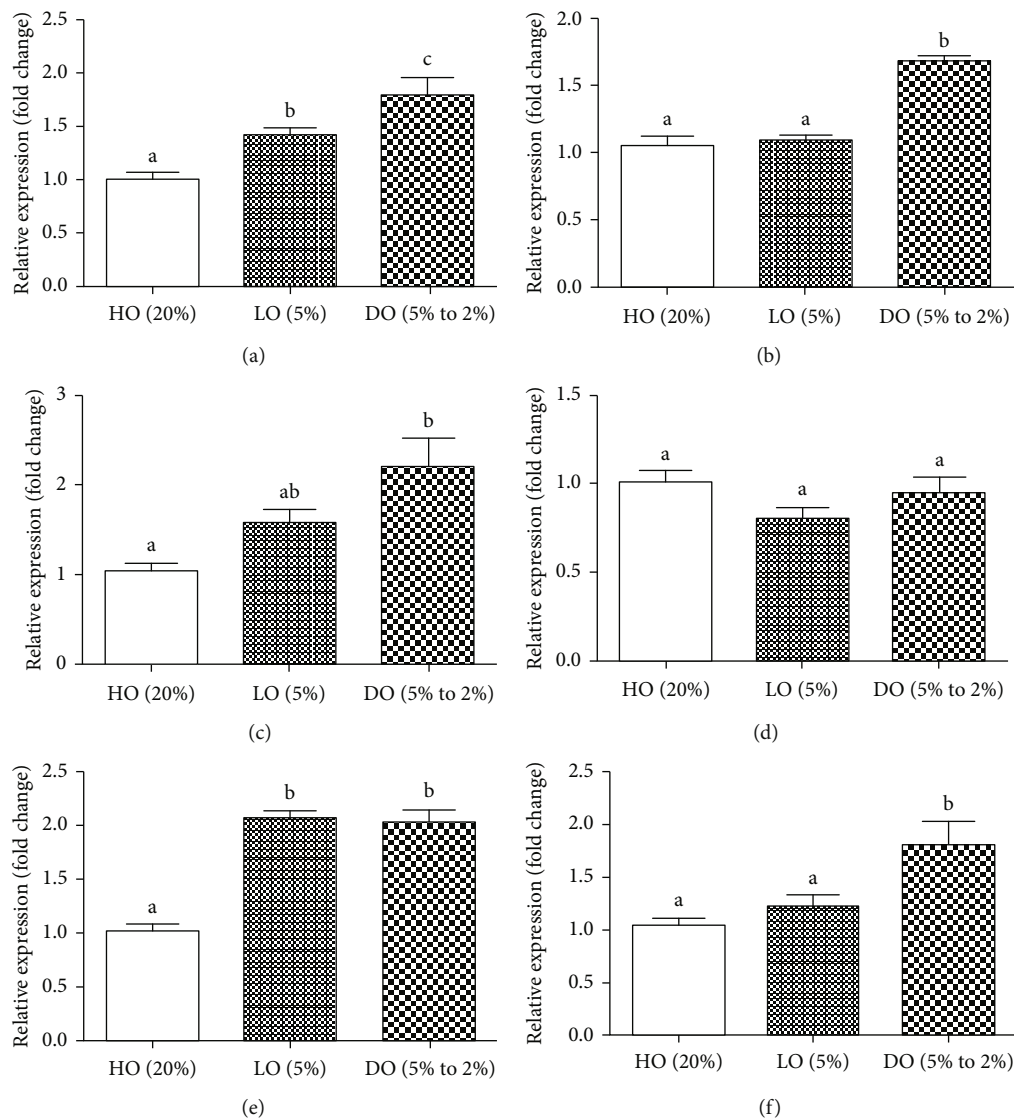 Relative expression (fold change)
2.5
2.0
1.5
1.0
0.5
0.0
a
b
c
HO (20%) LO (5%) DO (5% to 2%)
(a)
Relative expression (fold change)
2.0
1.5
1.0
0.5
0.0
a
a
b
HO (20%) LO (5%) DO (5% to 2%)
(b)
Relative expression (fold change)
3
2
1
0
a
ab
b
HO (20%) LO (5%) DO (5% to 2%)
(c)
Relative expression (fold change)
1.5
1.0
0.5
0.0
a
a
a
HO (20%) LO (5%) DO (5% to 2%)
(d)
Relative expression (fold change)
2.5
2.0
1.5
1.0
0.5
0.0
a
b
b
HO (20%) LO (5%) DO (5% to 2%)
(e)
Relative expression (fold change)
2.5
2.0
1.5
1.0
0.5
0.0
a
a
b
HO (20%) LO (5%) DO (5% to 2%)
(f)